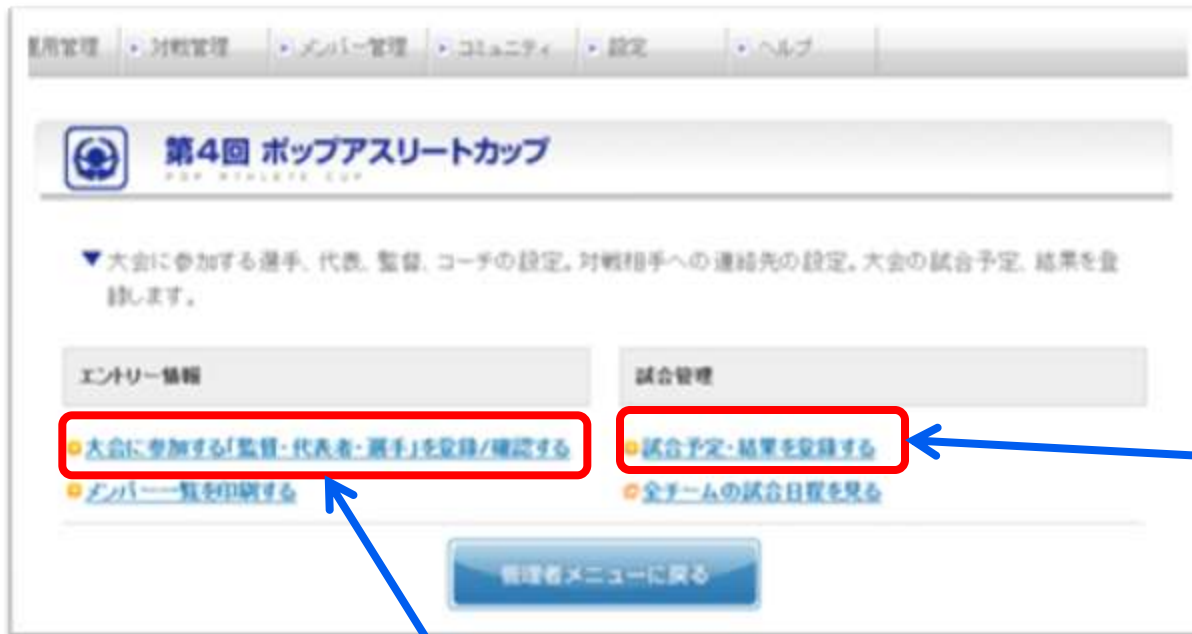 運用管理 対戦管理 メンバー管理 コミュニティ 設定 ヘルプ
第4回 ポップアスリートカップ
POP ATHLETE CUP
▼大会に参加する選手、代表、監督、コーチの設定。対戦相手への連絡先の設定。大会の試合予定、結果を登
録します。
エントリー情報
試合管理
大会に参加する「監督・代表者・選手」を登録/確認する
試合予定・結果を登録する
メンバー一覧を印刷する
全チームの試合日程を見る
管理者メニューに戻る